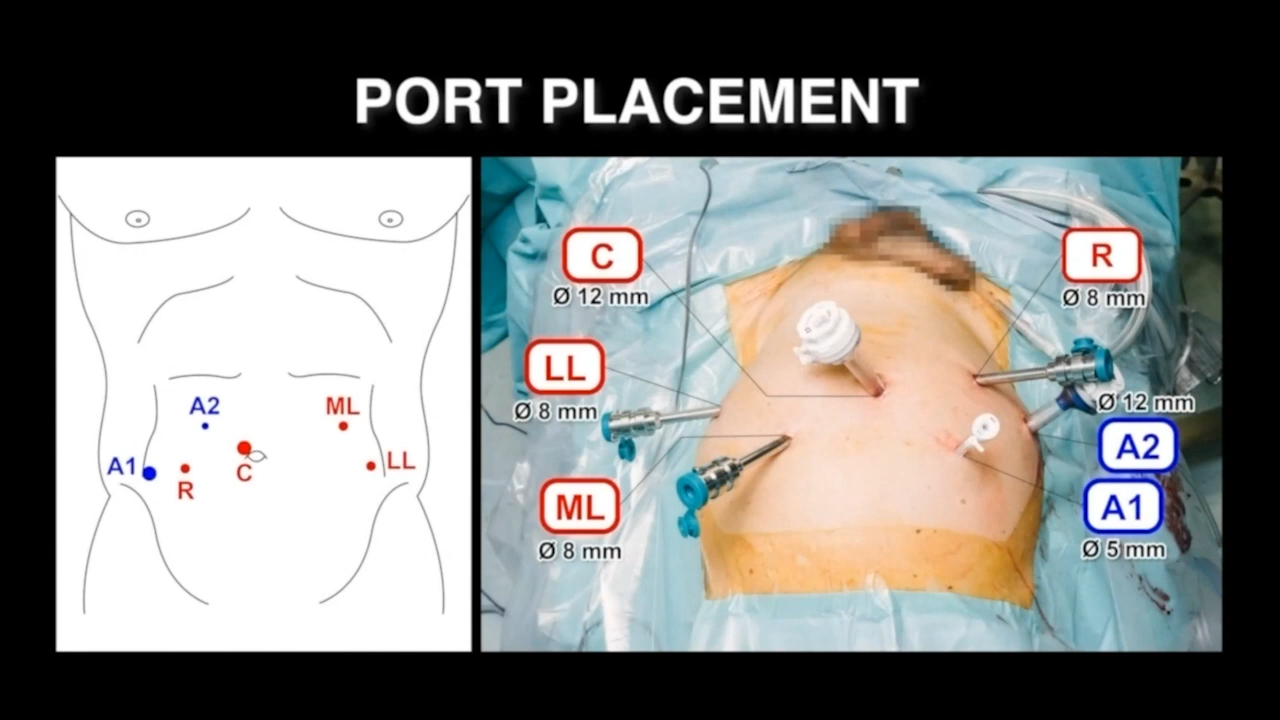 PORT PLACEMENT
A2
ML
A1
R
C
LL
C
Ø 12 mm
R
Ø 8 mm
LL
Ø 8 mm
Ø 12 mm
A2
ML
Ø 8 mm
A1
Ø 5 mm